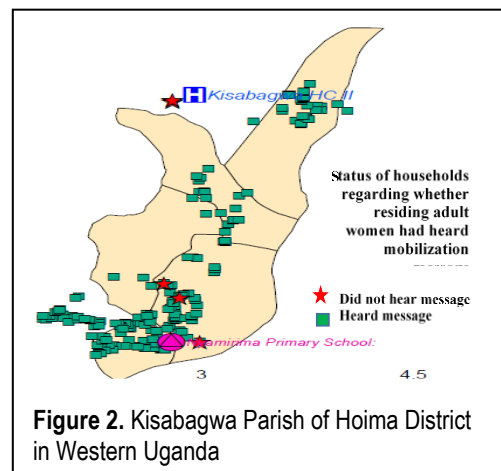 Kisabagwa HC II
Status of households
regarding whether
residing adult
women had heard
mobilization
Did not hear message
Heard message
Primary School:
3 4.5
Figure 2. Kisabagwa Parish of Hoima District
in Western Uganda